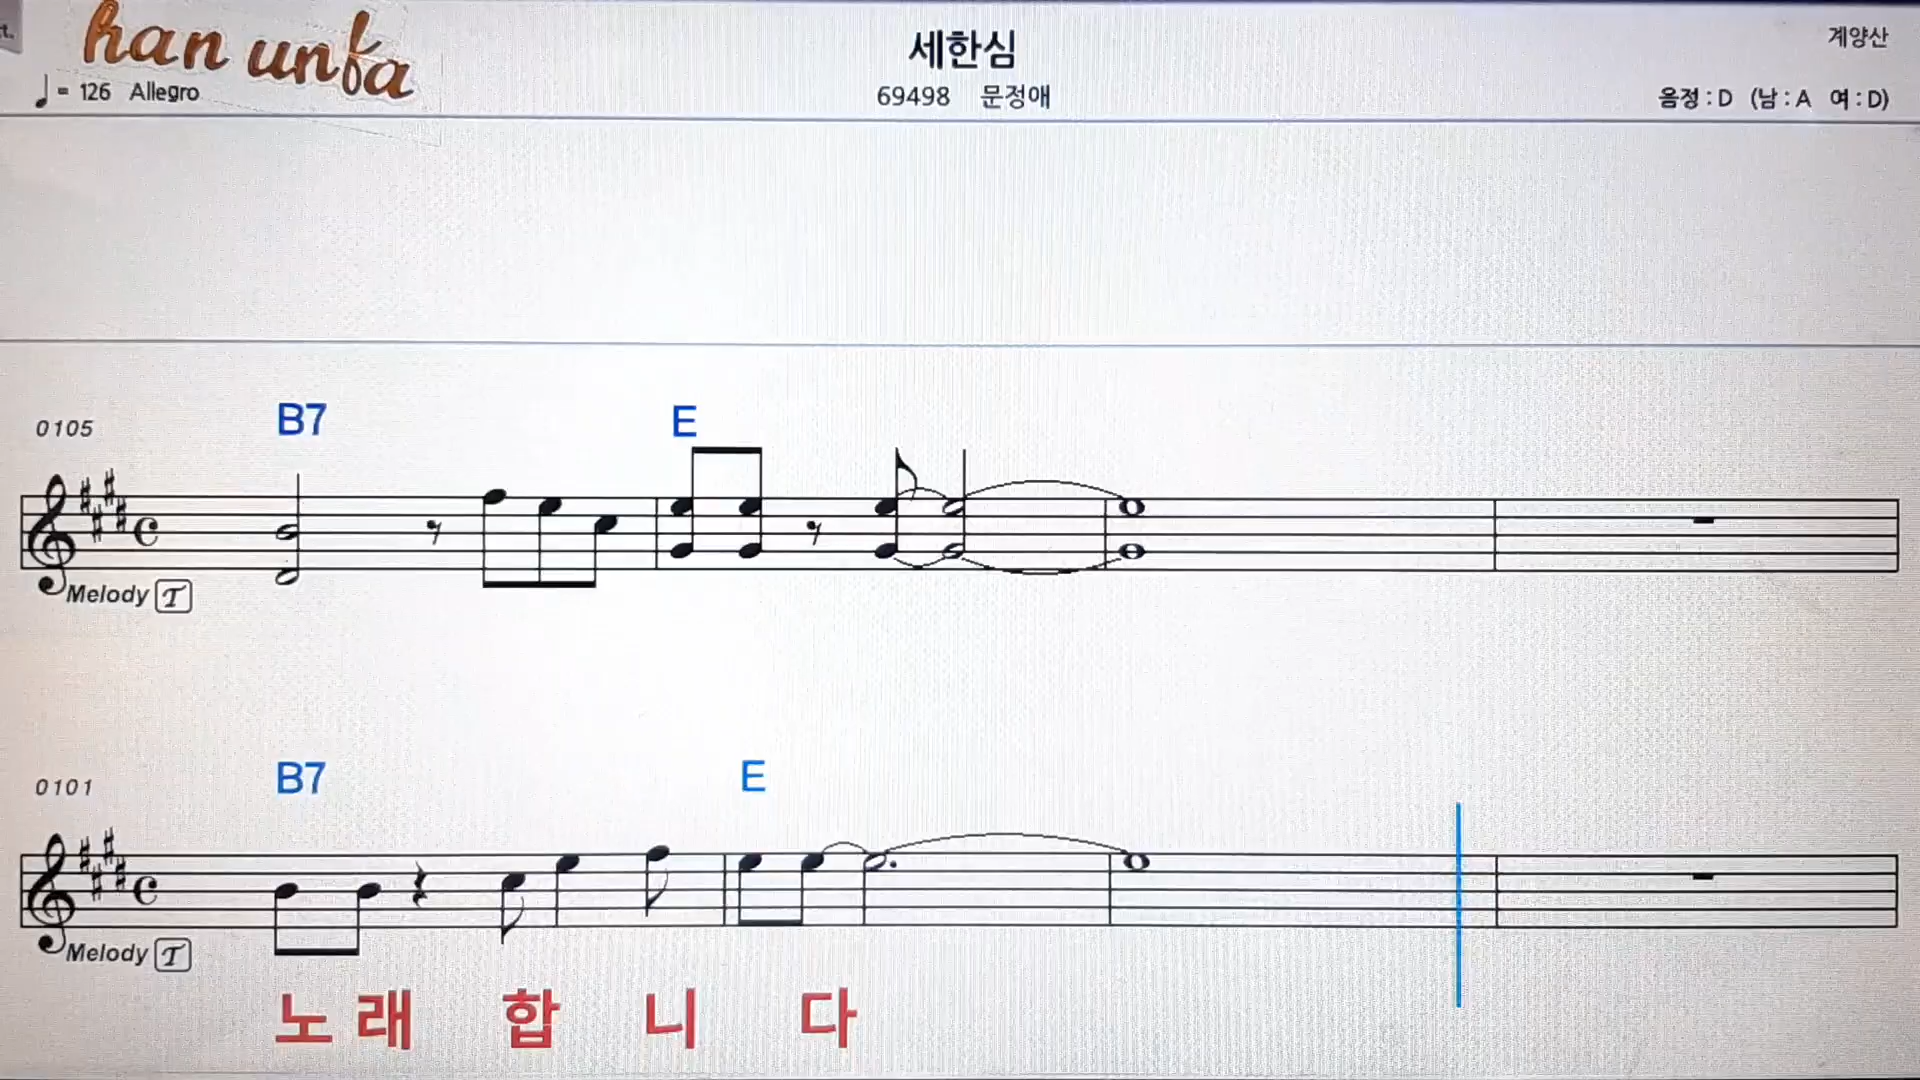 han unfa
세한심
계양산
♩ = 126 Allegro
69498 문정애
음정 : D (남 : A 여 : D)
0105
B7 E
Melody T
0101
B7 E
Melody T
노 래 합 니 다